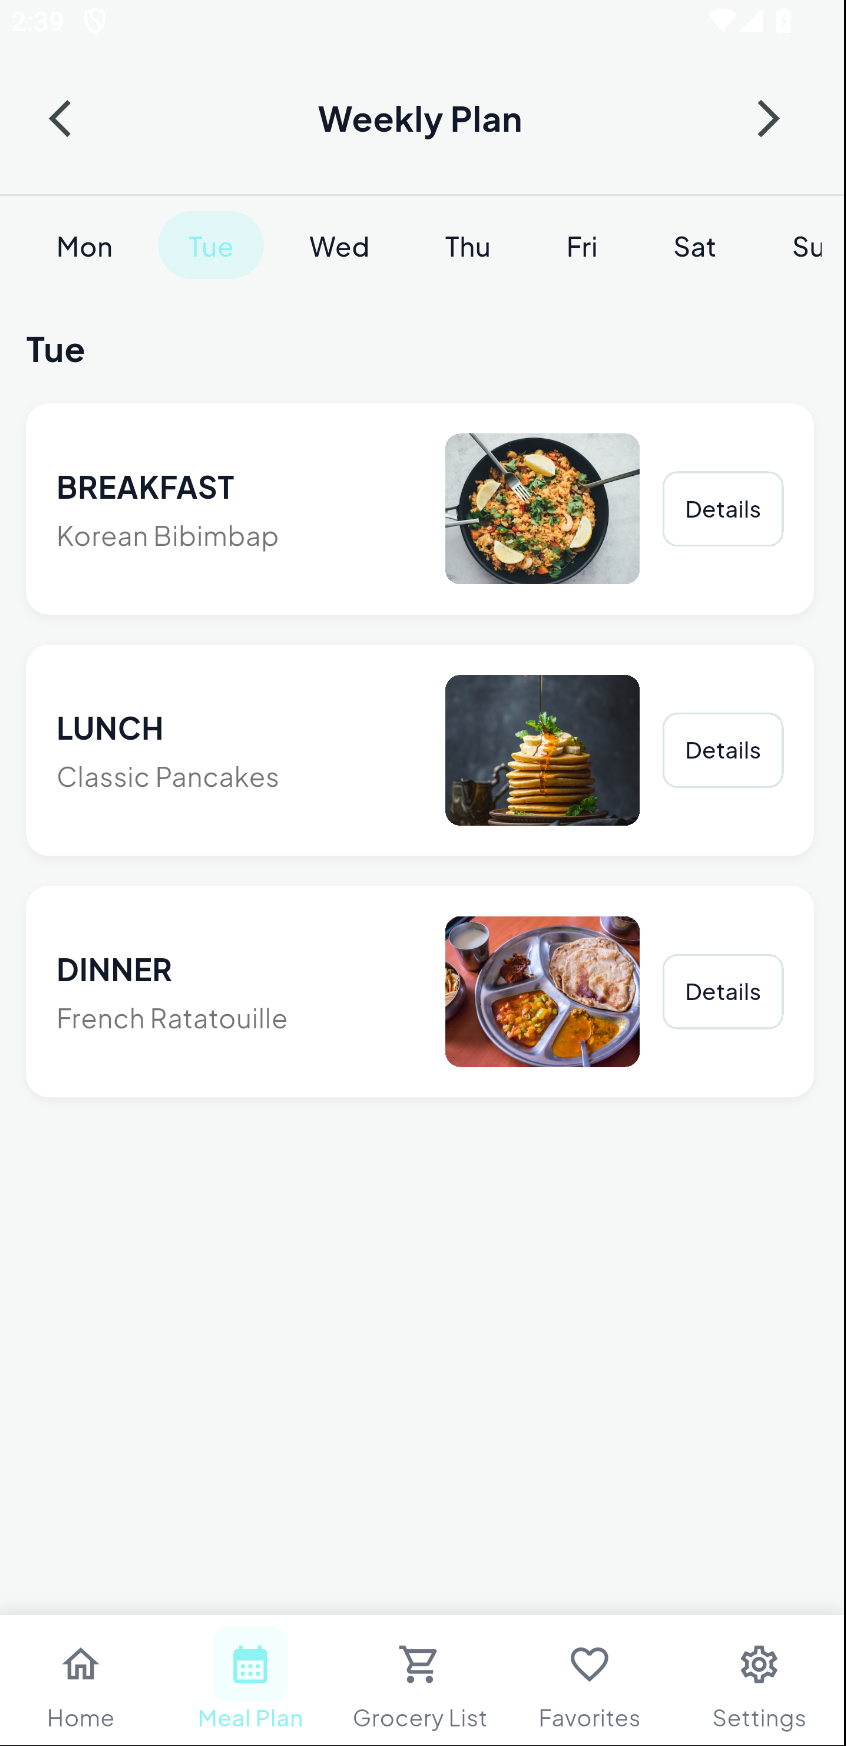 2:39
Weekly Plan
Mon Tue Wed Thu Fri Sat Su
Tue
BREAKFAST
Korean Bibimbap
Details
LUNCH
Classic Pancakes
Details
DINNER
French Ratatouille
Details
Home Meal Plan Grocery List Favorites Settings